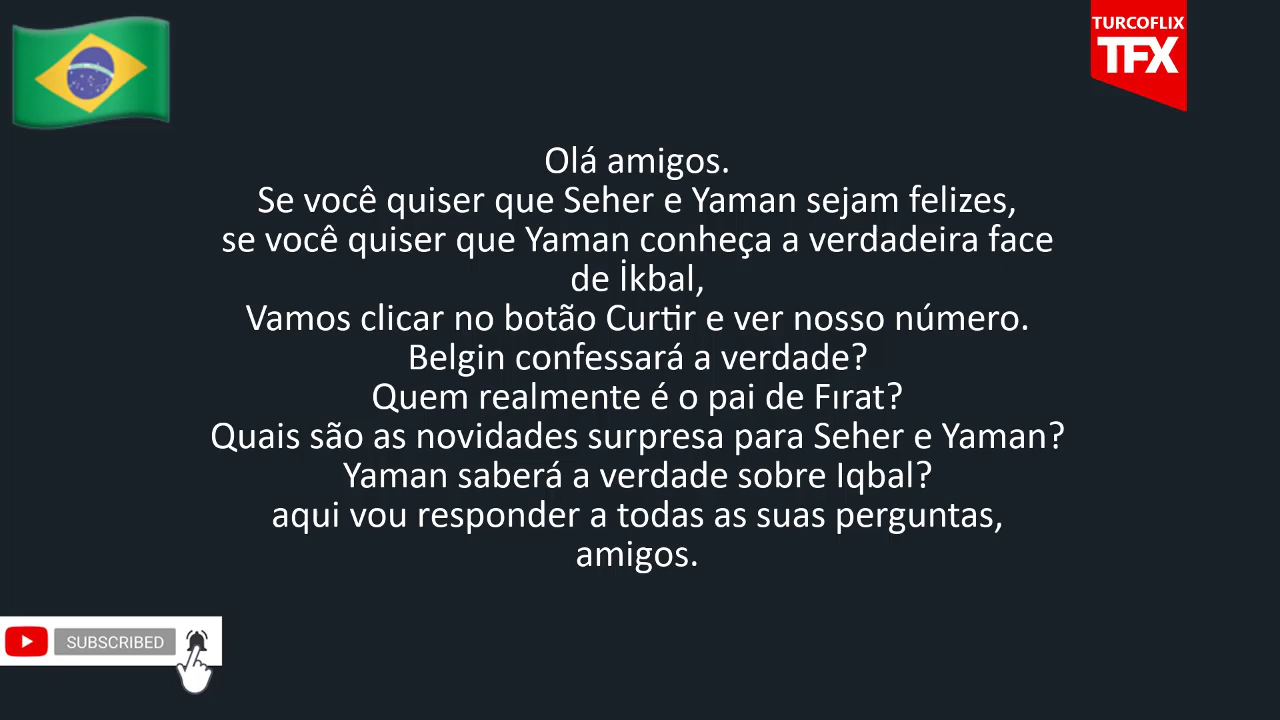 TURCOFLIX
TFX
Olá amigos.
Se você quiser que Seher e Yaman sejam felizes,
se você quiser que Yaman conheça a verdadeira face
de İkbal,
Vamos clicar no botão Curtir e ver nosso número.
Belgin confessará a verdade?
Quem realmente é o pai de Fırat?
Quais são as novidades surpresa para Seher e Yaman?
Yaman saberá a verdade sobre Iqbal?
aqui vou responder a todas as suas perguntas,
amigos.
SUBSCRIBED